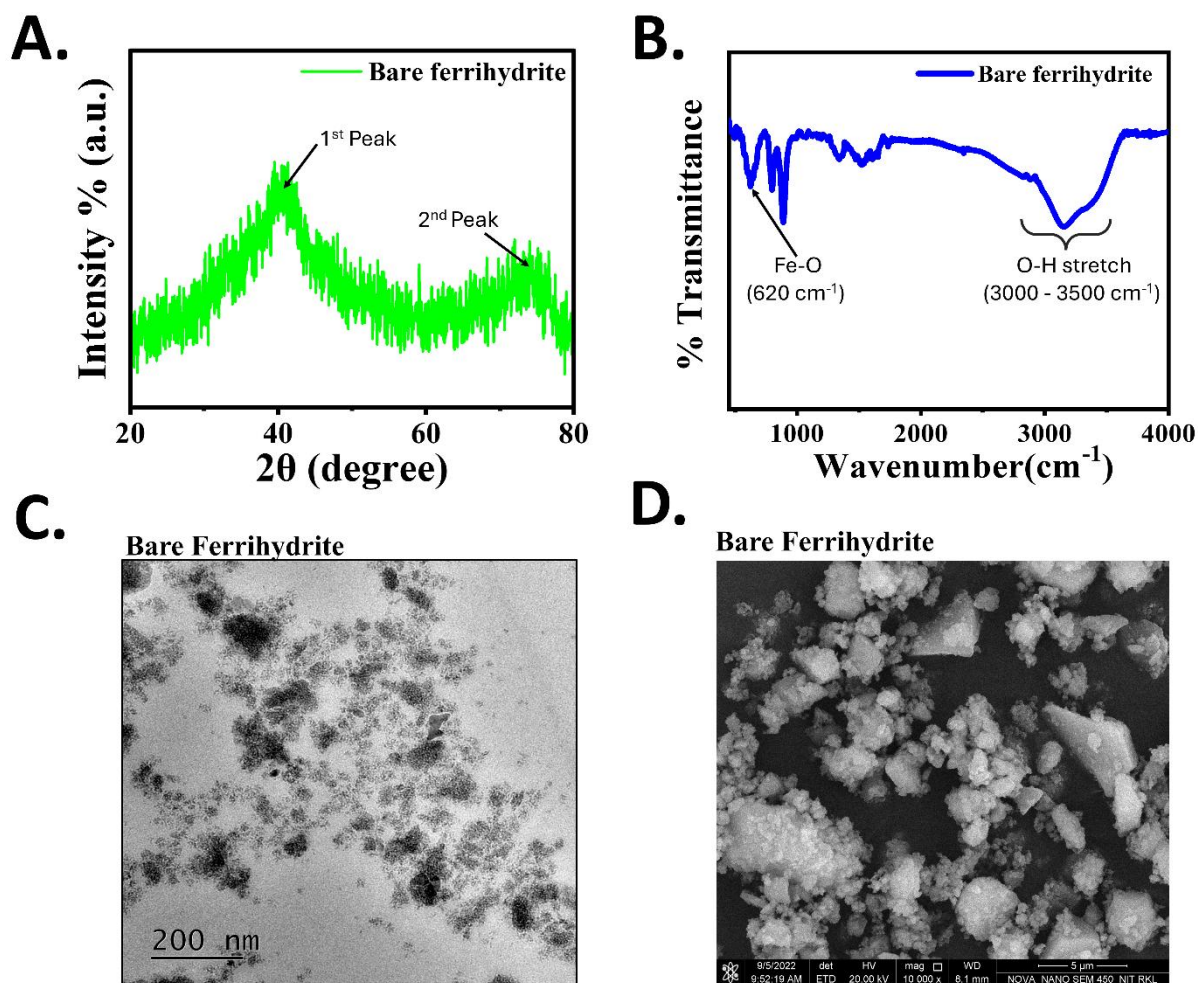 A.
Bare ferrihydrite
1st Peak
2nd Peak
Intensity % (a.u.)
20 40 60 80
2θ (degree)
B.
Bare ferrihydrite
% Transmittance
Fe-O
(620 cm-1)
O-H stretch
(3000 - 3500 cm-1)
1000 2000 3000 4000
Wavenumber(cm-1)
C.
Bare Ferrihydrite
200 nm
D.
Bare Ferrihydrite
9/5/2022 det HV mag WD 5 µm
9:52:19 AM ETD 20.00 kV 10 000 x 6.1 mm NOVA NANO SEM 450 NIT RKL